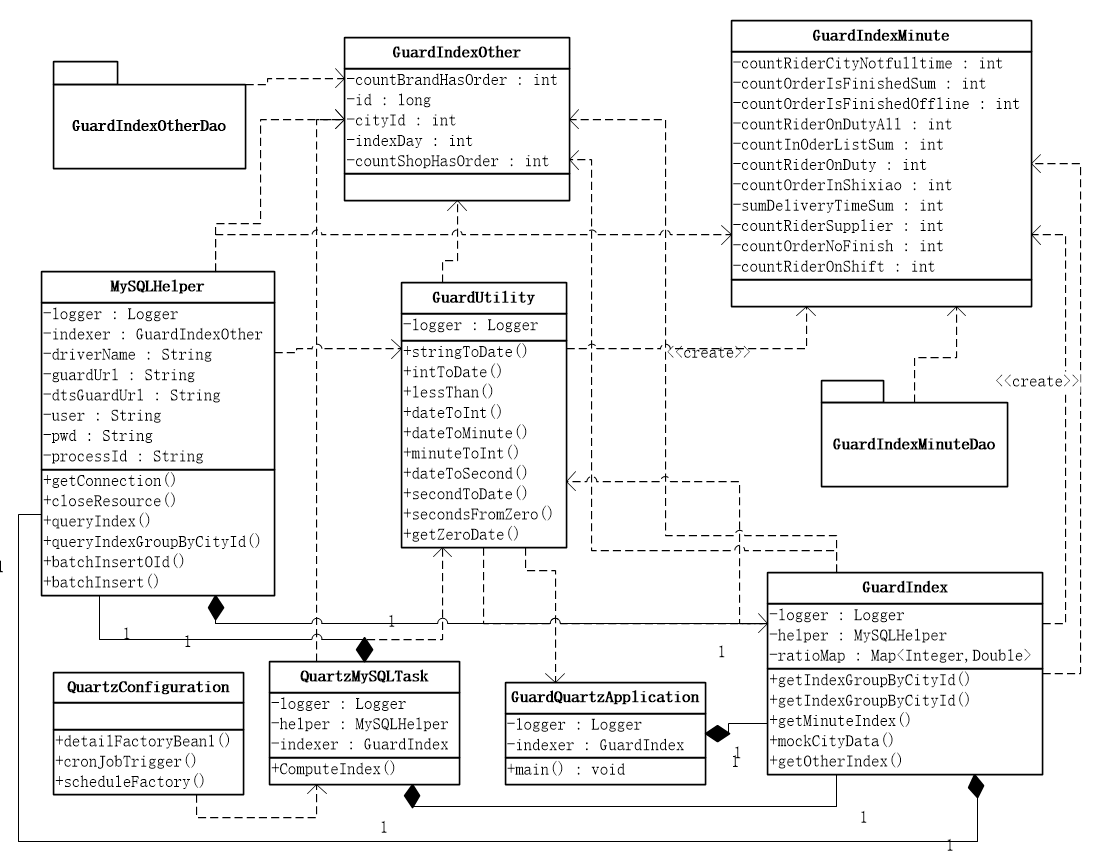 GuardIndexOther
-countBrandHasOrder : int
-id : long
-cityId : int
-indexDay : int
-countShopHasOrder : int
GuardIndexMinute
-countRiderCityNotfulltime : int
-countOrderIsFinishedSum : int
-countOrderIsFinishedOffline : int
-countRiderOnDutyAll : int
-countInOderListSum : int
-countRiderOnDuty : int
-countOrderInShixiao : int
-sumDeliveryTimeSum : int
-countRiderSupplier : int
-countOrderNoFinish : int
-countRiderOnShift : int
GuardIndexOtherDao
MySQLHelper
-logger : Logger
-indexer : GuardIndexOther
-driverName : String
-guardUrl : String
-dtsGuardUrl : String
-user : String
-pwd : String
-processId : String
+getConnection()
+closeResource()
+queryIndex()
+queryIndexGroupByCityId()
+batchInsertOId()
+batchInsert()
GuardUtility
-logger : Logger
+stringToDate()
+intToDate()
+lessThan()
+dateToInt()
+dateToMinute()
+minuteToInt()
+dateToSecond()
+secondToDate()
+secondsFromZero()
+getZeroDate()
<<create>>
<<create>>
GuardIndexMinuteDao
GuardIndex
-logger : Logger
-helper : MySQLHelper
-ratioMap : Map<Integer,Double>
+getIndexGroupByCityId()
+getIndexGroupByCityId()
+getMinuteIndex()
+mockCityData()
+getOtherIndex()
1
1
1
1
1
QuartzConfiguration
+detailFactoryBean1()
+cronJobTrigger()
+scheduleFactory()
QuartzMySQLTask
-logger : Logger
-helper : MySQLHelper
-indexer : GuardIndex
+ComputeIndex()
GuardQuartzApplication
-logger : Logger
-indexer : GuardIndex
+main() : void
1
1
1
1
1